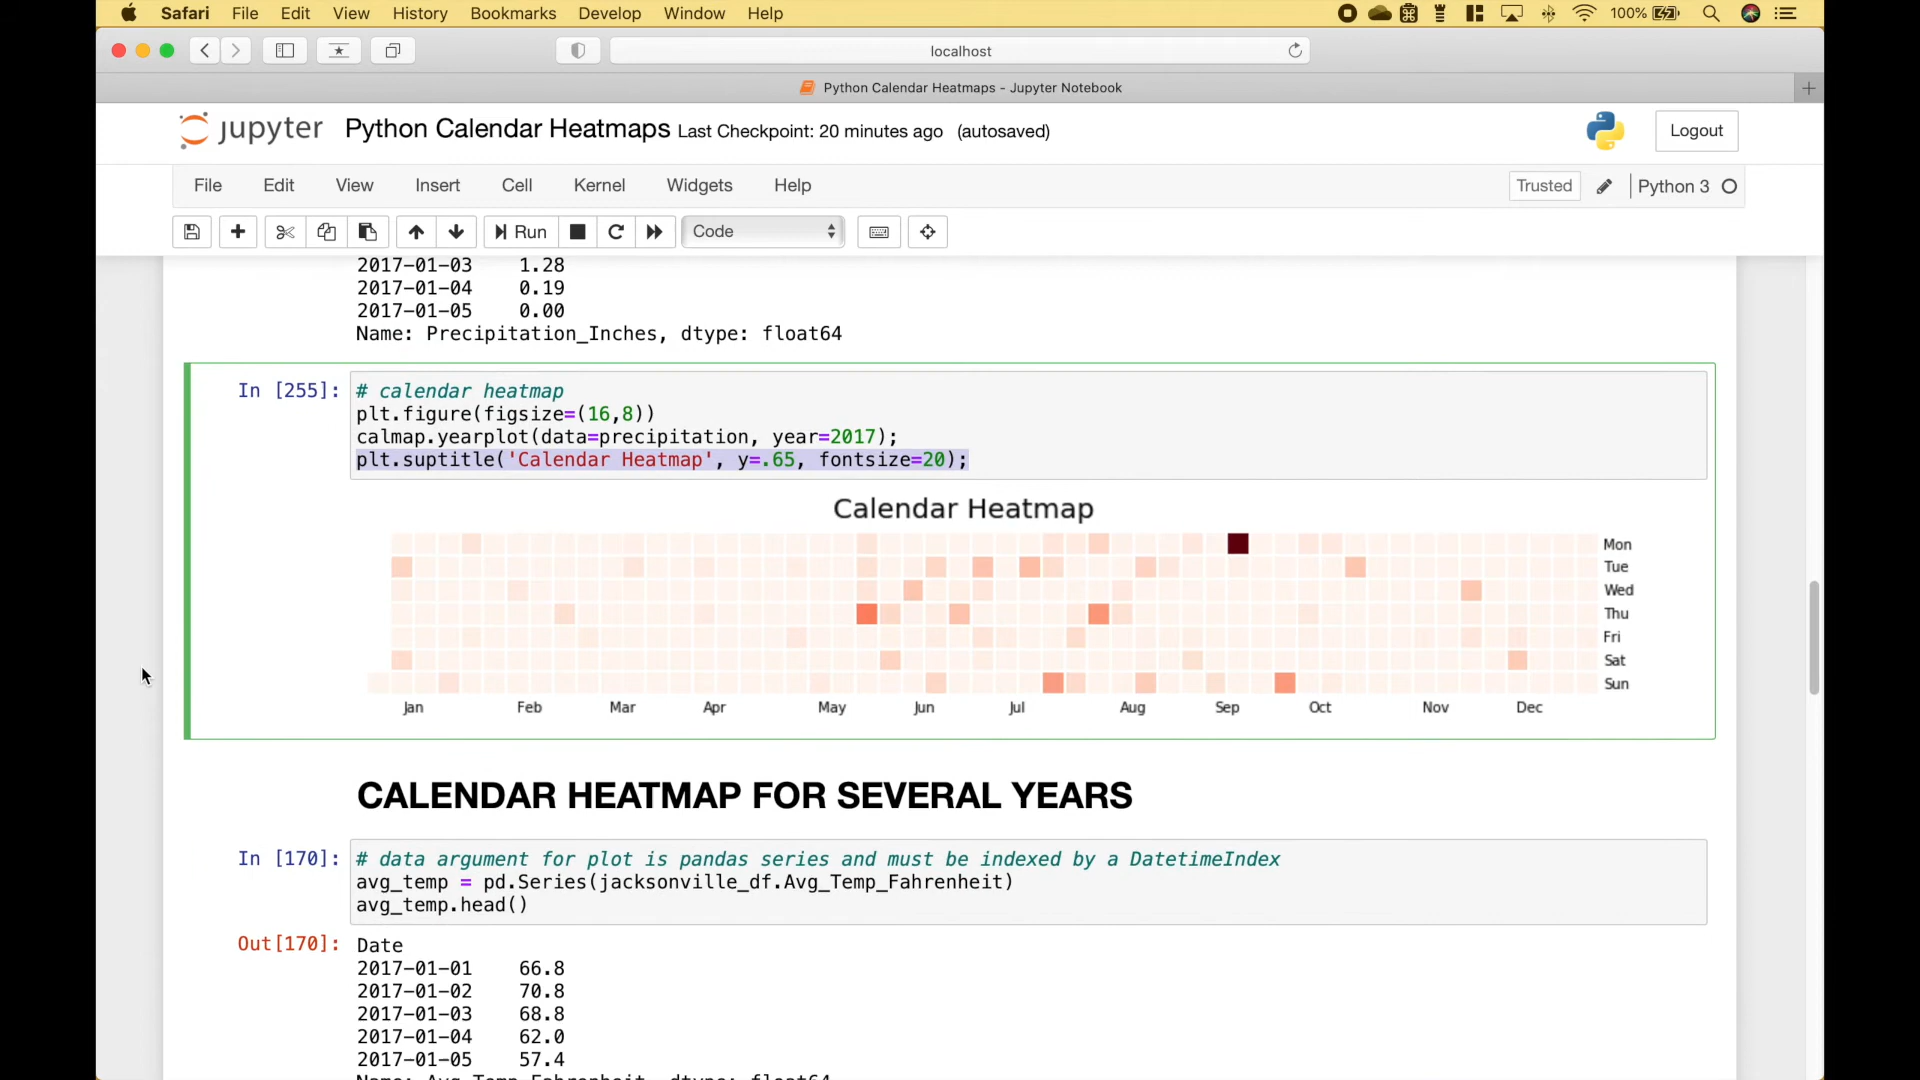 Safari File Edit View History Bookmarks Develop Window Help 100%
localhost
Python Calendar Heatmaps - Jupyter Notebook
jupyter Python Calendar Heatmaps Last Checkpoint: 20 minutes ago (autosaved) Logout
File Edit View Insert Cell Kernel Widgets Help Trusted Python 3
Run Code
2017-01-03 1.28
2017-01-04 0.19
2017-01-05 0.00
Name: Precipitation_Inches, dtype: float64
In [255]: # calendar heatmap
plt.figure(figsize=(16,8))
calmap.yearplot(data=precipitation, year=2017);
plt.suptitle('Calendar Heatmap', y=.65, fontsize=20);
Calendar Heatmap
Mon
Tue
Wed
Thu
Fri
Sat
Sun
Jan Feb Mar Apr May Jun Jul Aug Sep Oct Nov Dec
CALENDAR HEATMAP FOR SEVERAL YEARS
In [170]: # data argument for plot is pandas series and must be indexed by a DatetimeIndex
avg_temp = pd.Series(jacksonville_df.Avg_Temp_Fahrenheit)
avg_temp.head()
Out[170]: Date
2017-01-01 66.8
2017-01-02 70.8
2017-01-03 68.8
2017-01-04 62.0
2017-01-05 57.4
Name: Avg_Temp_Fahrenheit, dtype: float64